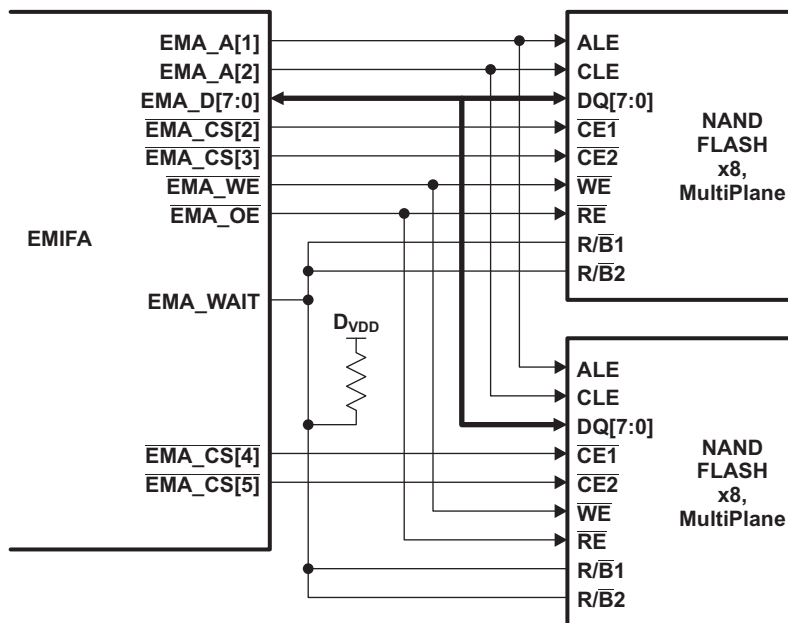 EMIFA
EMA_A[1]
EMA_A[2]
EMA_D[7:0]
EMA_CS[2]
EMA_CS[3]
EMA_WE
EMA_OE
EMA_WAIT
EMA_CS[4]
EMA_CS[5]
DVDD
ALE
CLE
DQ[7:0]
CE1
CE2
WE
RE
R/B1
R/B2
NAND
FLASH
x8,
MultiPlane
ALE
CLE
DQ[7:0]
CE1
CE2
WE
RE
R/B1
R/B2
NAND
FLASH
x8,
MultiPlane